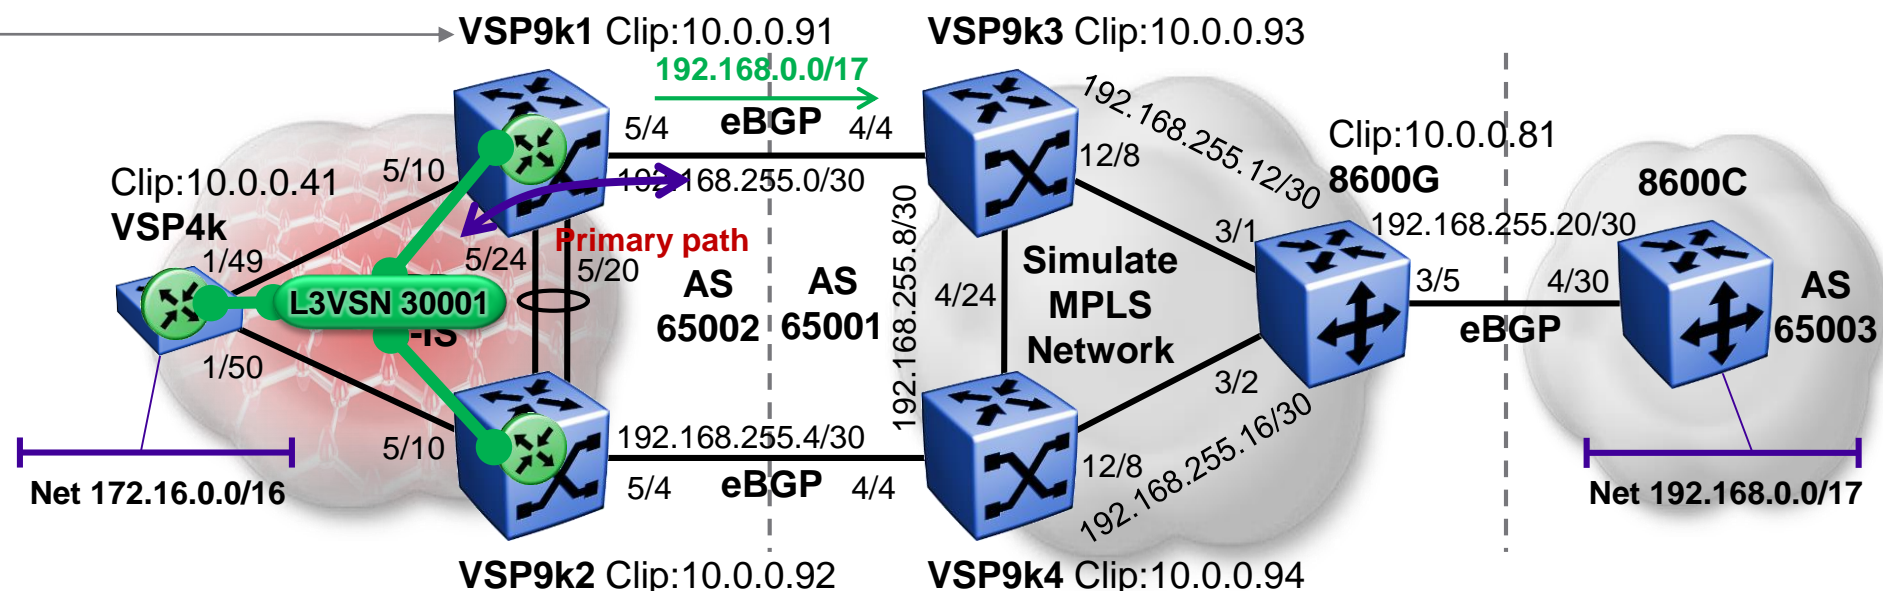 VSP9k1 Clip:10.0.0.91
VSP9k3 Clip:10.0.0.93
192.168.0.0/17
eBGP
5/4
4/4
192.168.255.0/30
192.168.255.12/30
Clip:10.0.0.81
8600G
8600C
12/8
5/10
Clip:10.0.0.41
VSP4k
1/49
5/24
Primary path
5/20
192.168.255.8/30
3/1
192.168.255.20/30
L3VSN 30001
-IS
AS
65002
AS
65001
4/24
Simulate
MPLS
Network
3/5
4/30
eBGP
AS
65003
1/50
3/2
192.168.255.16/30
5/10
192.168.255.4/30
5/4
eBGP
4/4
12/8
Net 172.16.0.0/16
Net 192.168.0.0/17
VSP9k2 Clip:10.0.0.92
VSP9k4 Clip:10.0.0.94